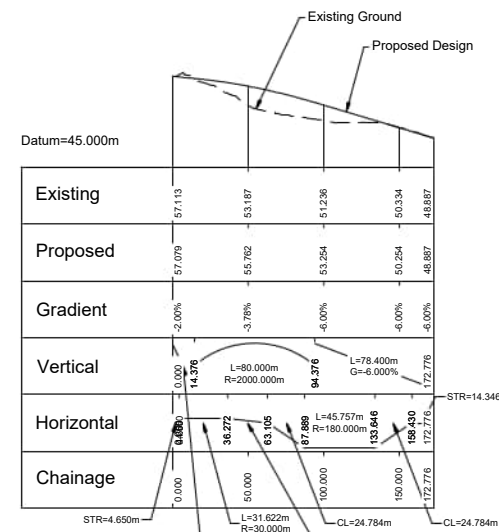 Existing Ground
Proposed Design
Datum=45.000m
Existing 57.113 53.187 51.236 50.334 48.887
Proposed 57.079 55.762 53.254 50.254 48.887
Gradient -2.00% -3.78% -6.00% -6.00% -6.00%
Vertical 0.000 14.376 L=80.000m R=2000.000m 94.376 L=78.400m G=-6.000% 172.776
STR=14.346
Horizontal 36.272 63.105 87.889 L=45.757m R=180.000m 133.646 158.430 172.776
Chainage 0.000 50.000 100.000 150.000 172.776
STR=4.650m
L=31.622m
R=30.000m
CL=24.784m
CL=24.784m